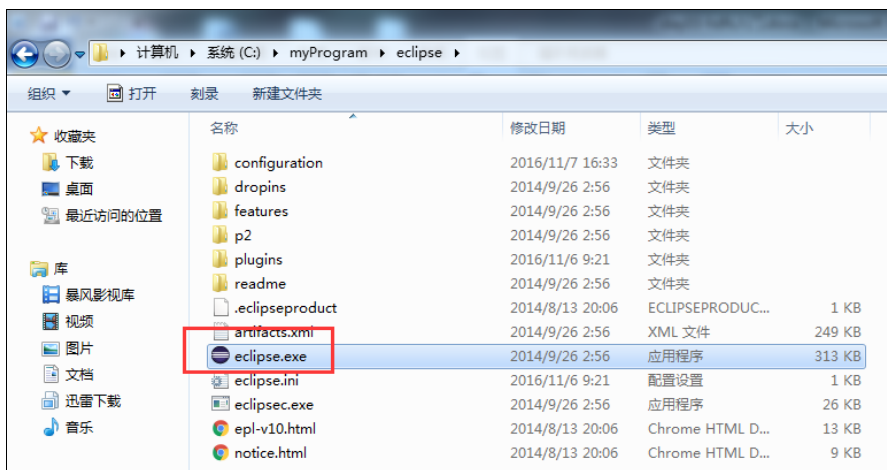 计算机 系统 (C:) myProgram eclipse
组织 打开 刻录 新建文件夹
名称 修改日期 类型 大小
收藏夹
下载
桌面
最近访问的位置
库
暴风影视库
视频
图片
文档
迅雷下载
音乐
configuration 2016/11/7 16:33 文件夹
dropins 2014/9/26 2:56 文件夹
features 2014/9/26 2:56 文件夹
p2 2014/9/26 2:56 文件夹
plugins 2016/11/6 9:21 文件夹
readme 2014/9/26 2:56 文件夹
.eclipseproduct 2014/8/13 20:06 ECLIPSEPRODUC... 1 KB
artifacts.xml 2014/9/26 2:56 XML 文件 249 KB
eclipse.exe 2014/9/26 2:56 应用程序 313 KB
eclipse.ini 2016/11/6 9:21 配置设置 1 KB
eclipsec.exe 2014/9/26 2:56 应用程序 26 KB
epl-v10.html 2014/8/13 20:06 Chrome HTML D... 13 KB
notice.html 2014/8/13 20:06 Chrome HTML D... 9 KB